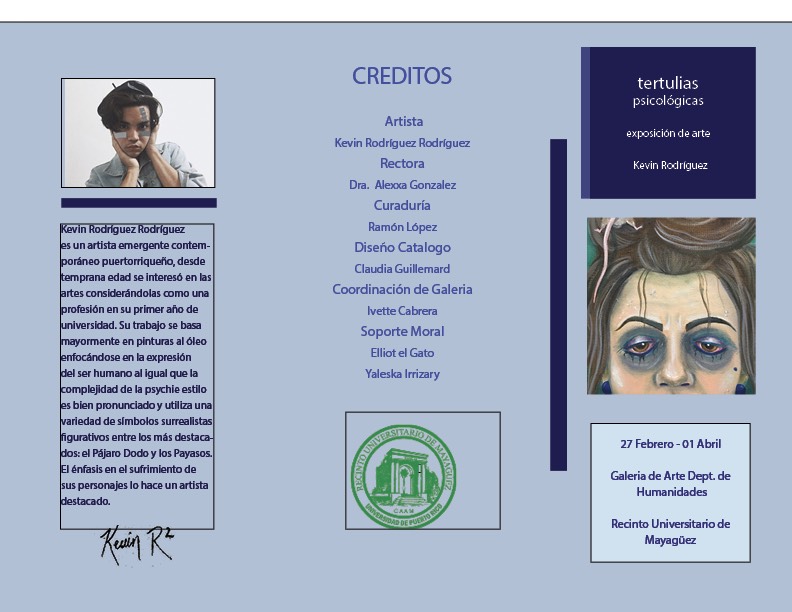 Kevin Rodríguez Rodríguez
es un artista emergente contem-
poráneo puertorriqueño, desde
temprana edad se interesó en las
artes considerándolas como una
profesión en su primer año de
universidad. Su trabajo se basa
mayormente en pinturas al óleo
enfocándose en la expresión
del ser humano al igual que la
complejidad de la psychie estilo
es bien pronunciado y utiliza una
variedad de símbolos surrealistas
figurativos entre los más destaca-
dos: el Pájaro Dodo y los Payasos.
El énfasis en el sufrimiento de
sus personajes lo hace un artista
destacado.
Kevin R2
CREDITOS
Artista
Kevin Rodríguez Rodríguez
Rectora
Dra. Alexxa Gonzalez
Curaduría
Ramón López
Diseño Catalogo
Claudia Guillemard
Coordinación de Galeria
Ivette Cabrera
Soporte Moral
Elliot el Gato
Yaleska Irrizary
RECINTO UNIVERSITARIO DE MAYAGÜEZ
C A A M
UNIVERSIDAD DE PUERTO RICO
tertulias
psicológicas
exposición de arte
Kevin Rodríguez
27 Febrero - 01 Abril
Galeria de Arte Dept. de
Humanidades
Recinto Universitario de
Mayagüez